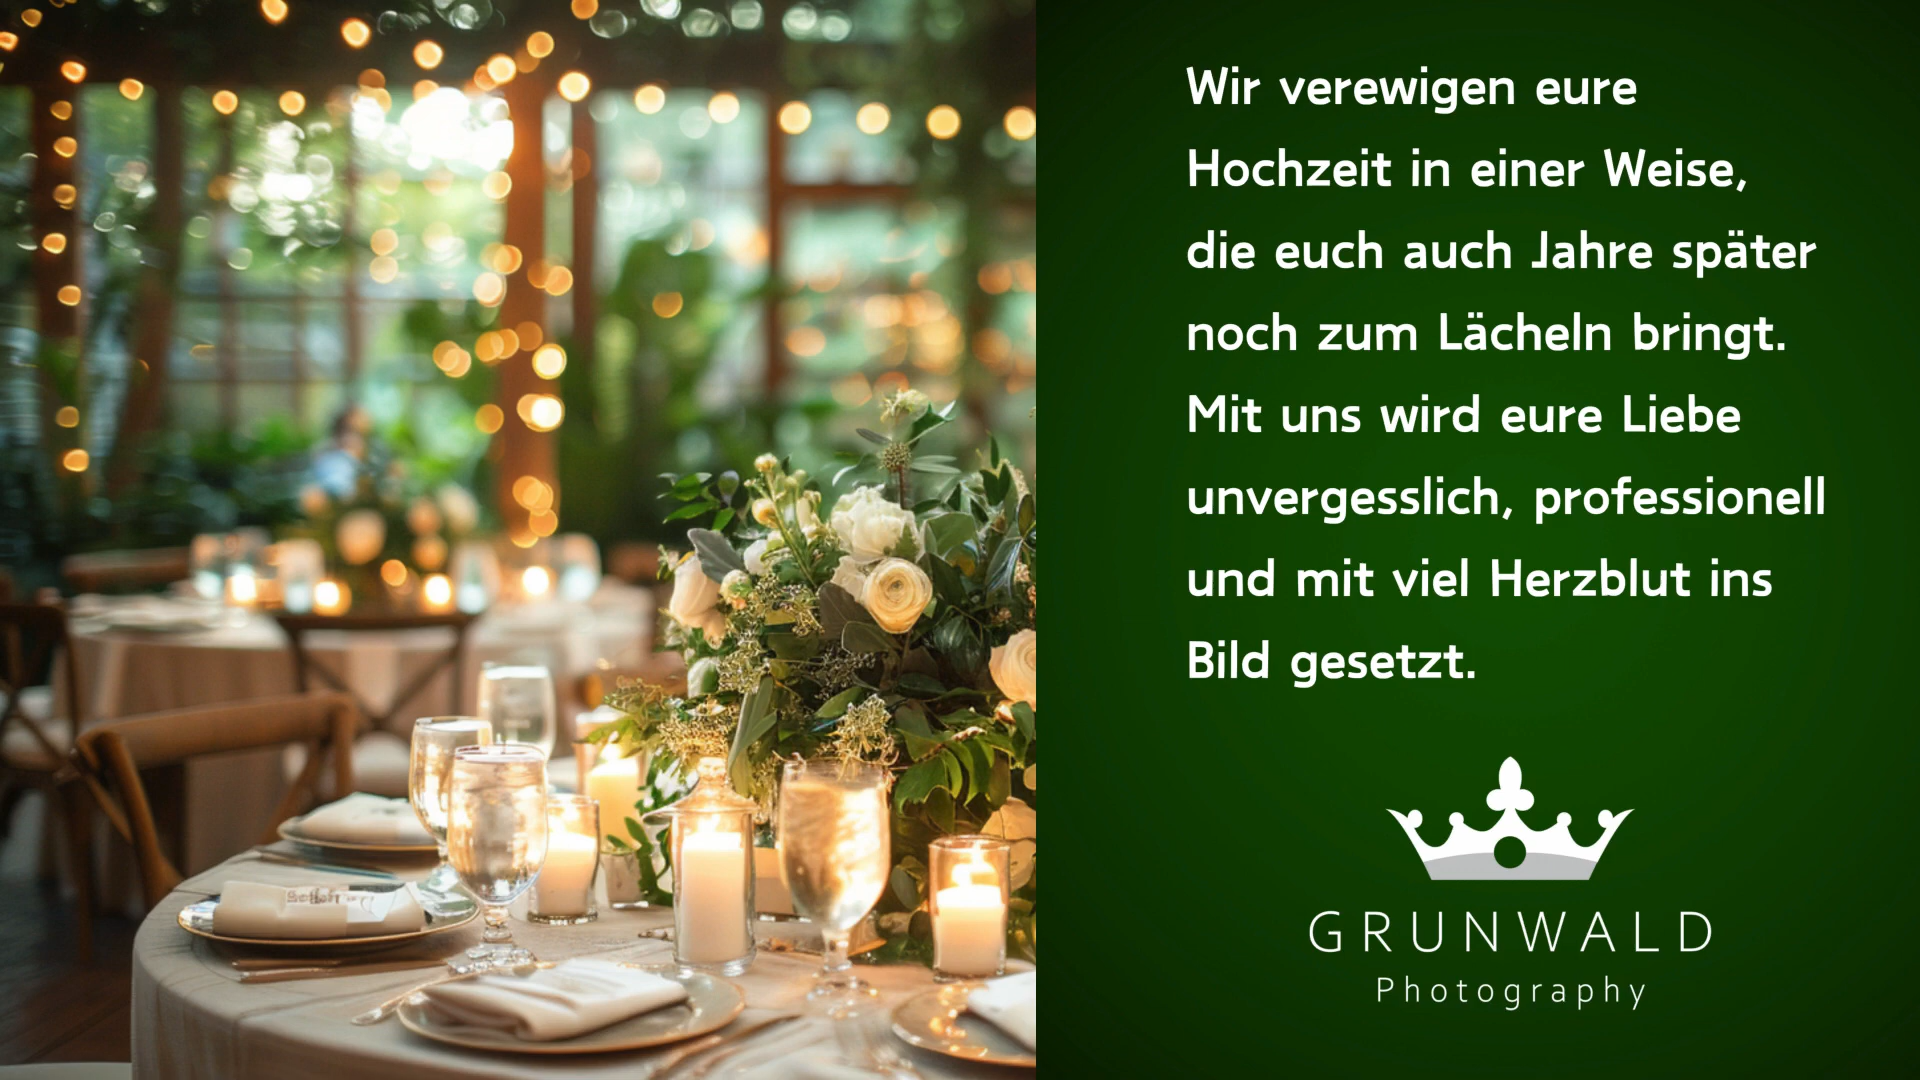 Wir verewigen eure
Hochzeit in einer Weise,
die euch auch Jahre später
noch zum Lächeln bringt.
Mit uns wird eure Liebe
unvergesslich, professionell
und mit viel Herzblut ins
Bild gesetzt.
GRUNWALD
Photography